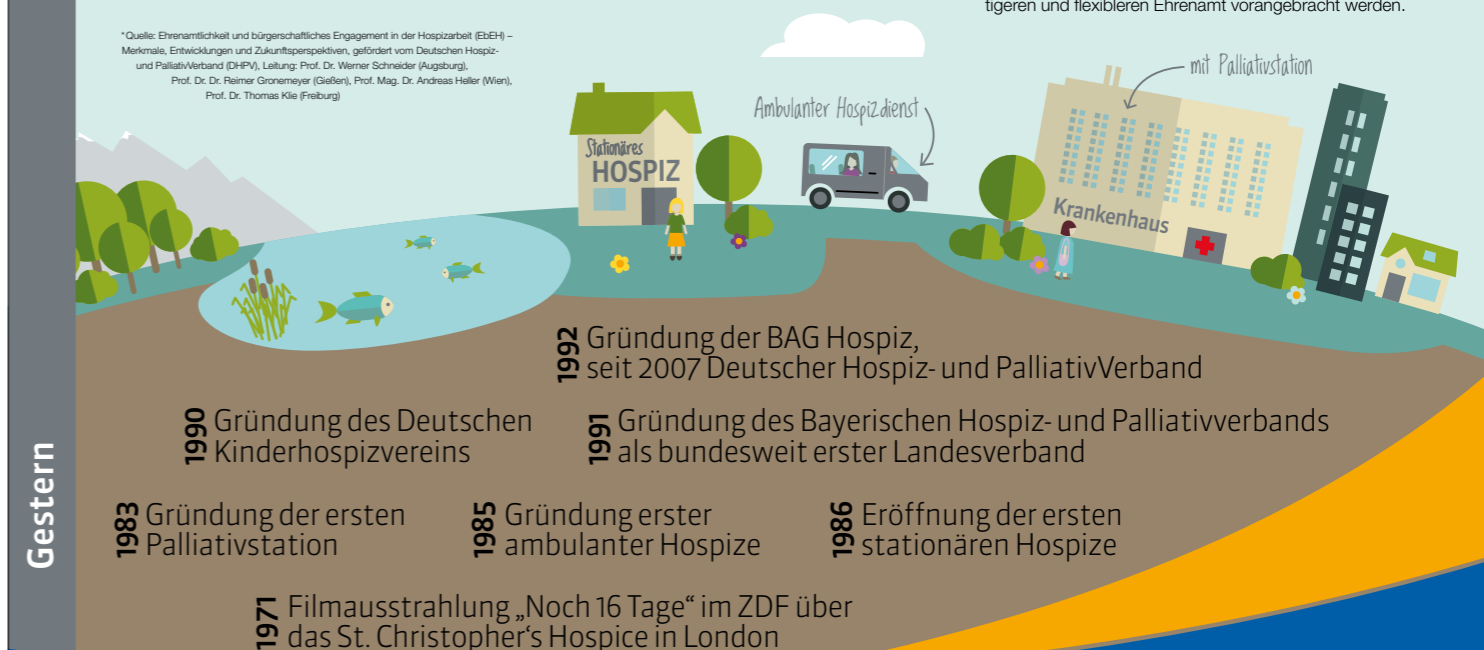 tigeren und flexibleren Ehrenamt vorangebracht werden.
*Quelle: Ehrenamtlichkeit und bürgerschaftliches Engagement in der Hospizarbeit (EbEH) –
Merkmale, Entwicklungen und Zukunftsperspektiven, gefördert vom Deutschen Hospiz-
und PalliativVerband (DHPV), Leitung: Prof. Dr. Werner Schneider (Augsburg),
Prof. Dr. Dr. Reimer Gronemeyer (Gießen), Prof. Mag. Dr. Andreas Heller (Wien),
Prof. Dr. Thomas Klie (Freiburg)
mit Palliativstation
Ambulanter Hospizdienst
Stationäres
HOSPIZ
Krankenhaus
1992 Gründung der BAG Hospiz,
seit 2007 Deutscher Hospiz- und PalliativVerband
1990 Gründung des Deutschen
Kinderhospizvereins
1991 Gründung des Bayerischen Hospiz- und Palliativverbands
als bundesweit erster Landesverband
1983 Gründung der ersten
Palliativstation
1985 Gründung erster
ambulanter Hospize
1986 Eröffnung der ersten
stationären Hospize
1971 Filmausstrahlung „Noch 16 Tage“ im ZDF über
das St. Christopher's Hospice in London
Gestern